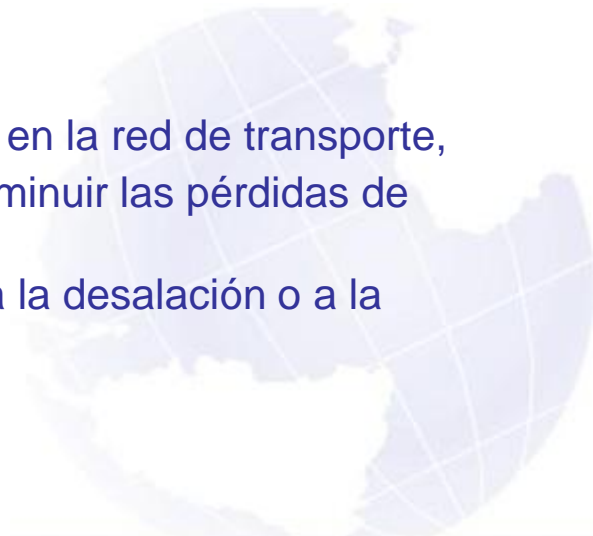 en la red de transporte,
minuir las pérdidas de
a la desalación o a la